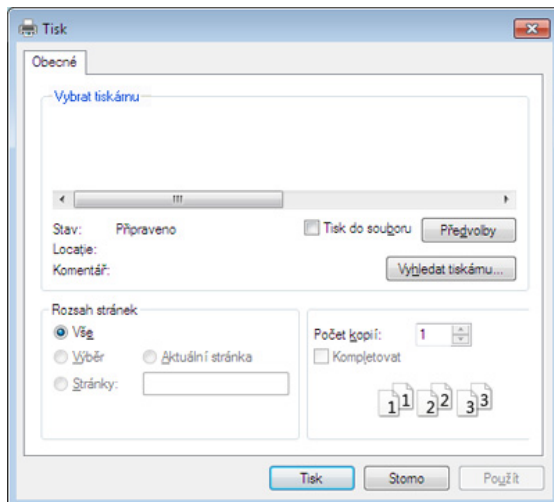 Tisk
Obecné
Vybrat tiskárnu
Stav: Připraveno
Tisk do souboru
Předvolby
Locatie:
Komentář:
Vyhledat tiskárnu...
Rozsah stránek
Vše
Výběr
Aktuální stránka
Stránky:
Počet kopií: 1
Kompletovat
1 1 2 2 3 3
Tisk
Stomo
Použít